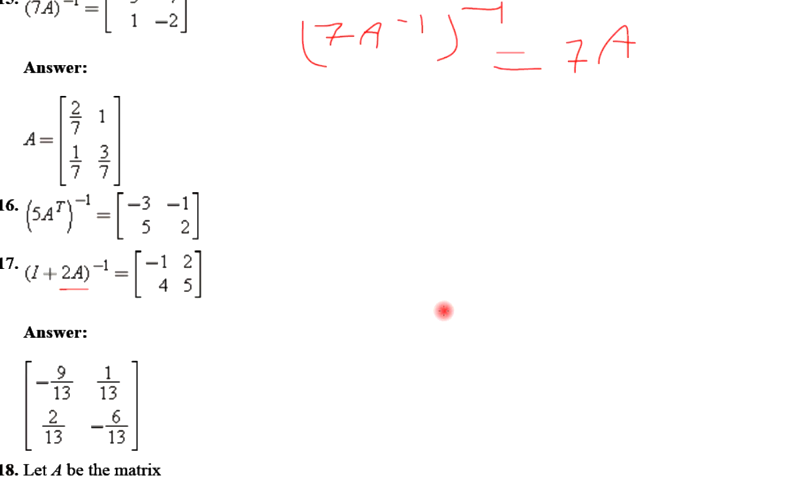 (7A)⁻¹ = [ 1 −2 ]
(7A⁻¹)⁻¹ = 7A
Answer:
A = [ 2/7 1 ; 1/7 3/7 ]
16. (5Aᵀ)⁻¹ = [ −3 −1 ; 5 2 ]
17. (I + 2A)⁻¹ = [ −1 2 ; 4 5 ]
Answer:
[ −9/13 1/13 ; 2/13 −6/13 ]
18. Let A be the matrix